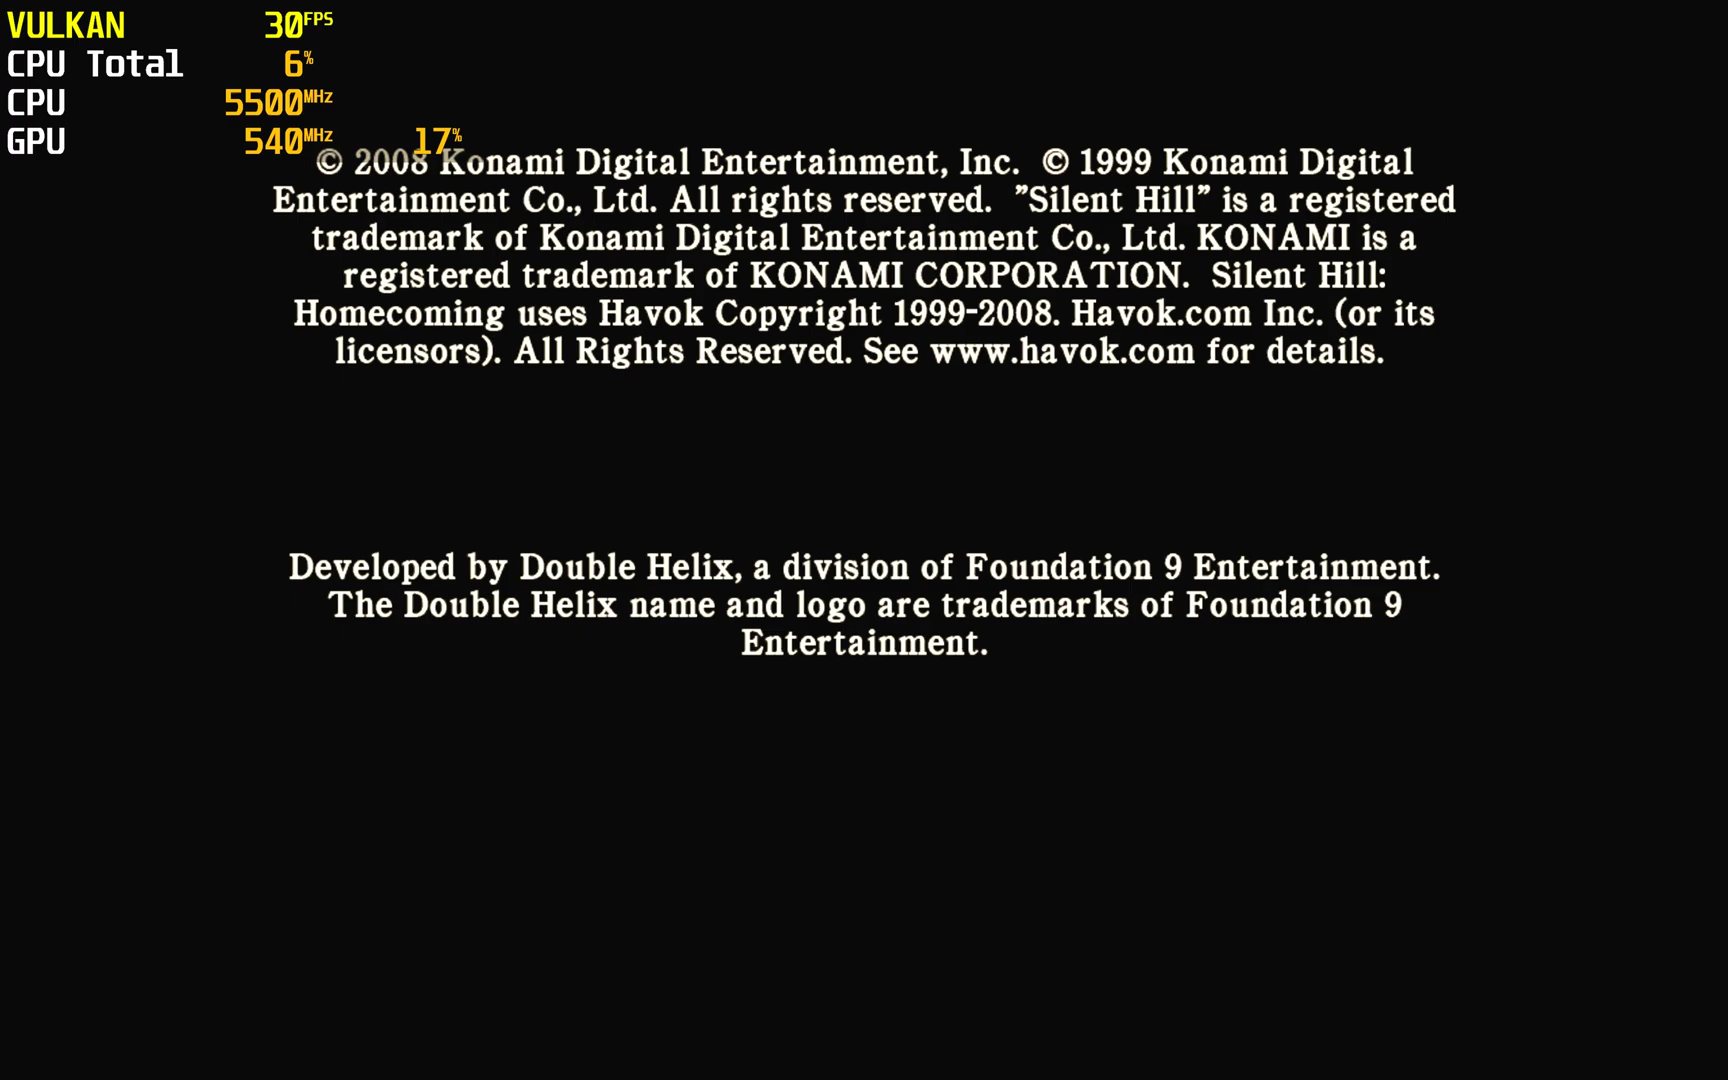 VULKAN 30FPS
CPU Total 6%
CPU 5500MHz
GPU 540MHz 17%
© 2008 Konami Digital Entertainment, Inc.  © 1999 Konami Digital
Entertainment Co., Ltd. All rights reserved.  "Silent Hill" is a registered
trademark of Konami Digital Entertainment Co., Ltd. KONAMI is a
registered trademark of KONAMI CORPORATION.  Silent Hill:
Homecoming uses Havok Copyright 1999-2008. Havok.com Inc. (or its
licensors). All Rights Reserved. See www.havok.com for details.
Developed by Double Helix, a division of Foundation 9 Entertainment.
The Double Helix name and logo are trademarks of Foundation 9
Entertainment.